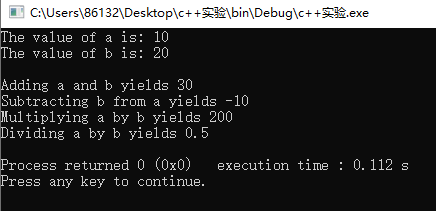 C:\Users\86132\Desktop\c++实验\bin\Debug\c++实验.exe
The value of a is: 10
The value of b is: 20
Adding a and b yields 30
Subtracting b from a yields -10
Multiplying a by b yields 200
Dividing a by b yields 0.5
Process returned 0 (0x0)   execution time : 0.112 s
Press any key to continue.